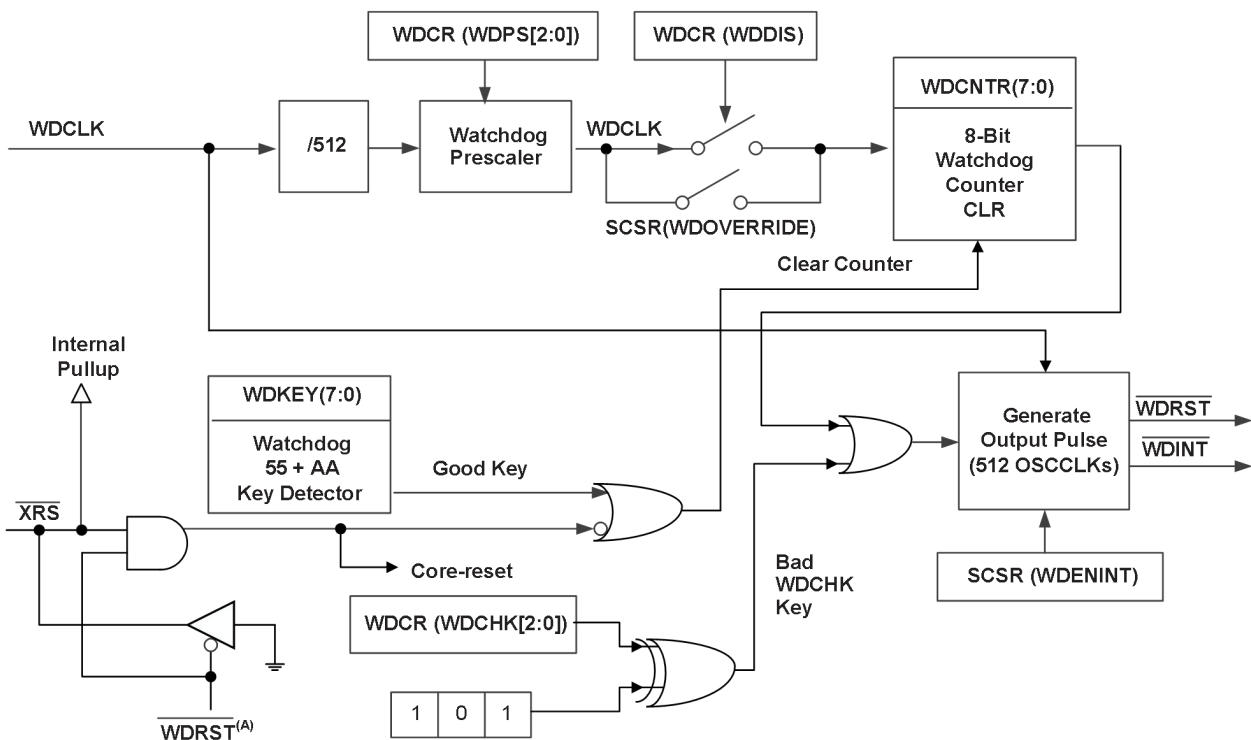 WDCR (WDPS[2:0])
WDCR (WDDIS)
WDCNTR(7:0)
WDCLK
/512
Watchdog
Prescaler
WDCLK
8-Bit
Watchdog
Counter
CLR
SCSR(WDOVERRIDE)
Clear Counter
Internal
Pullup
WDKEY(7:0)
Watchdog
55 + AA
Key Detector
Good Key
Generate
Output Pulse
(512 OSCCLKs)
WDRST
WDINT
XRS
Core-reset
Bad
WDCHK
Key
SCSR (WDENINT)
WDCR (WDCHK[2:0])
1 0 1
WDRST(A)